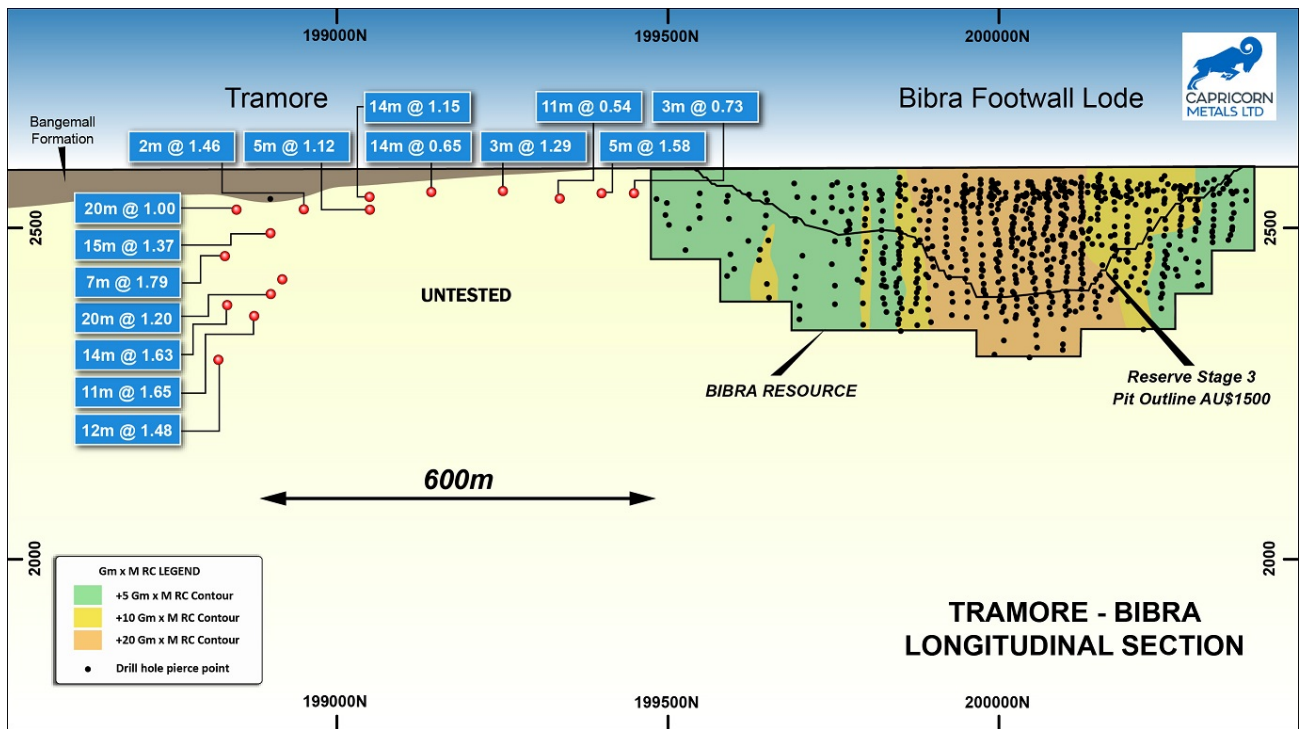 199000N
199500N
200000N
CAPRICORN
METALS LTD
Tramore
Bibra Footwall Lode
Bangemall
Formation
14m @ 1.15
11m @ 0.54
3m @ 0.73
2m @ 1.46
5m @ 1.12
14m @ 0.65
3m @ 1.29
5m @ 1.58
20m @ 1.00
15m @ 1.37
7m @ 1.79
20m @ 1.20
14m @ 1.63
11m @ 1.65
12m @ 1.48
2500
2500
UNTESTED
BIBRA RESOURCE
Reserve Stage 3
Pit Outline AU$1500
600m
2000
2000
Gm x M RC LEGEND
+5 Gm x M RC Contour
+10 Gm x M RC Contour
+20 Gm x M RC Contour
Drill hole pierce point
TRAMORE - BIBRA
LONGITUDINAL SECTION
199000N
199500N
200000N